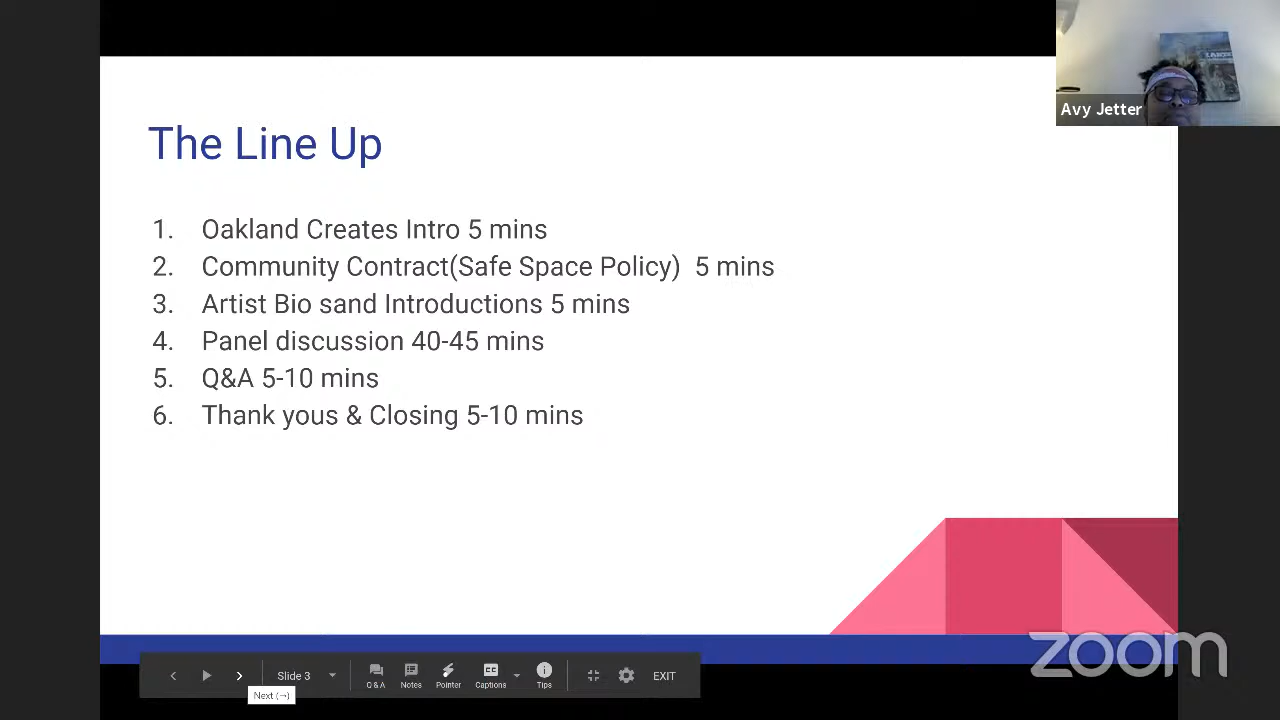 Avy Jetter
The Line Up
1. Oakland Creates Intro 5 mins
2. Community Contract(Safe Space Policy)  5 mins
3. Artist Bio sand Introductions 5 mins
4. Panel discussion 40-45 mins
5. Q&A 5-10 mins
6. Thank yous & Closing 5-10 mins
zoom
Slide 3
Q & A
Notes
Pointer
CC
Captions
Tips
EXIT
Next (→)